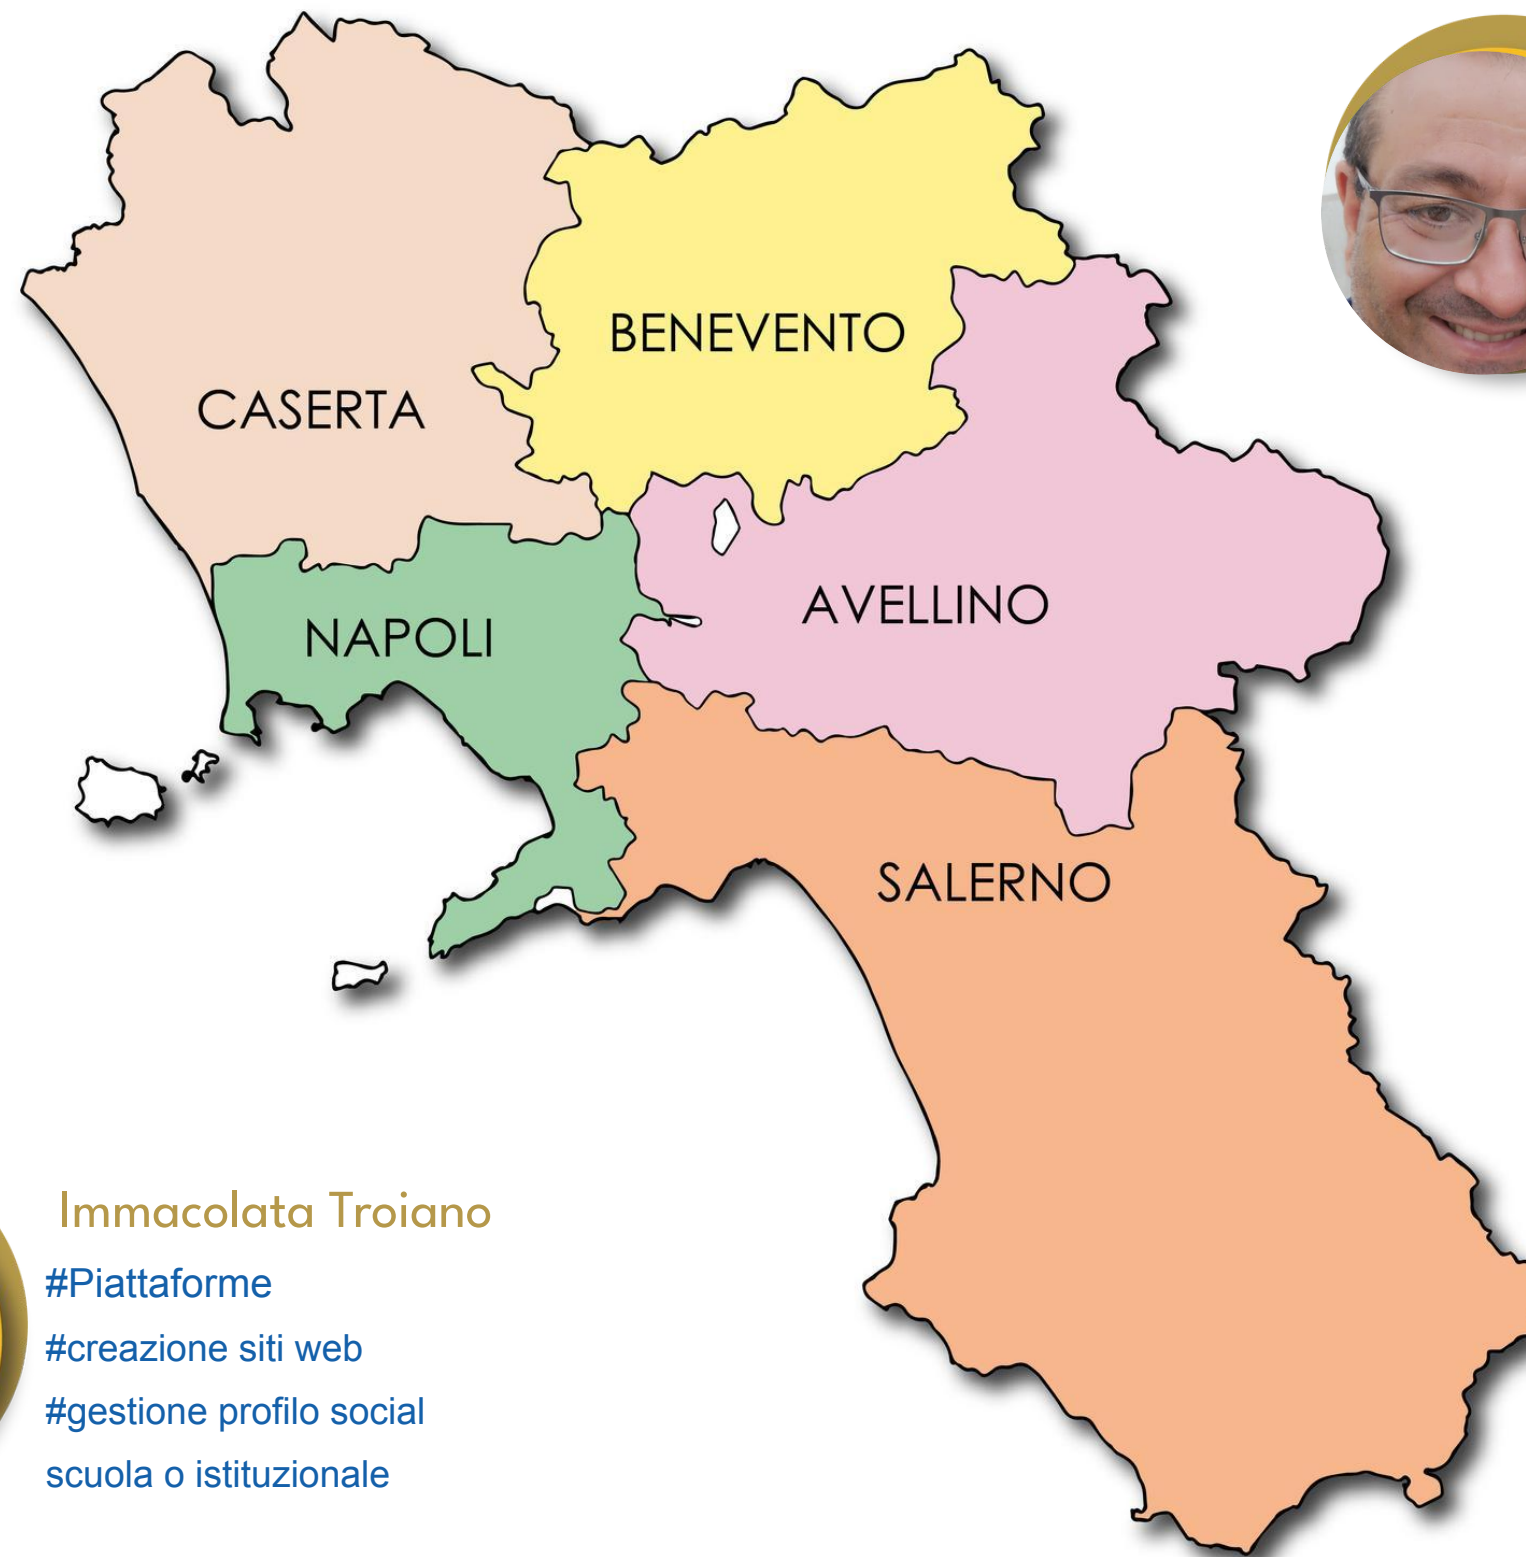 BENEVENTO
CASERTA
AVELLINO
NAPOLI
SALERNO
Immacolata Troiano
#Piattaforme
#creazione siti web
#gestione profilo social
scuola o istituzionale